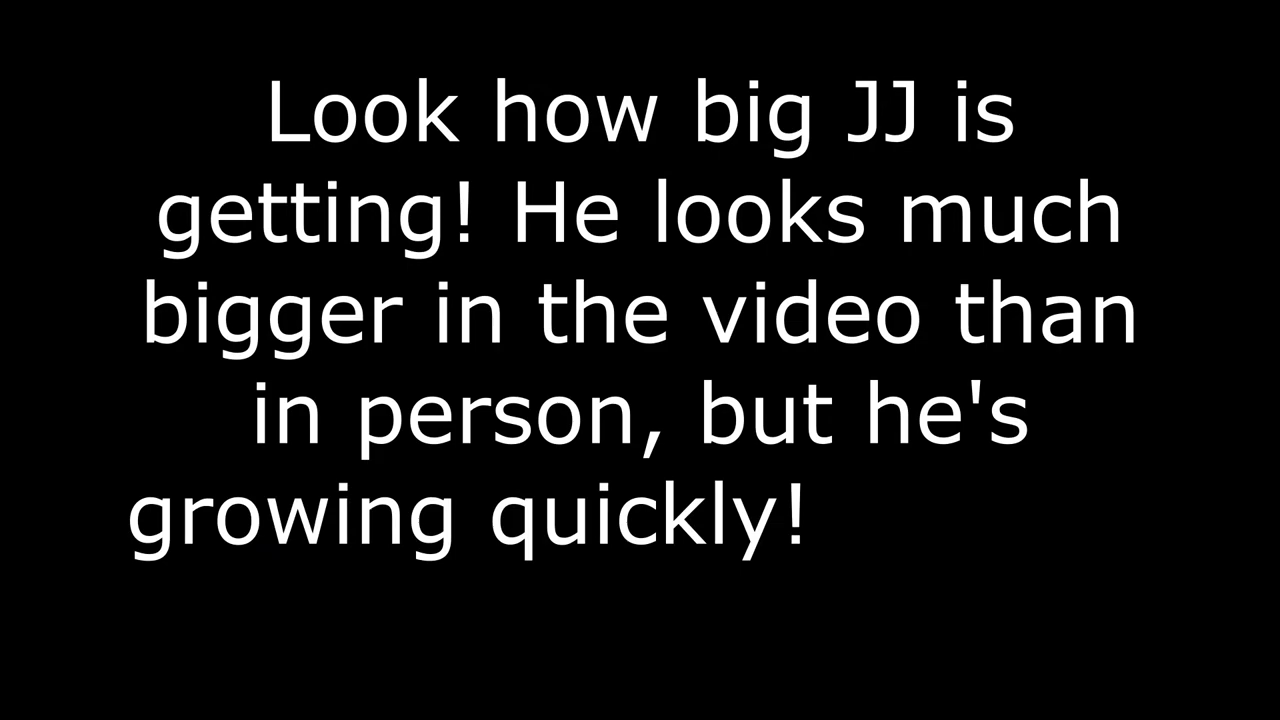 Look how big JJ is
getting! He looks much
bigger in the video than
in person, but he's
growing quickly!